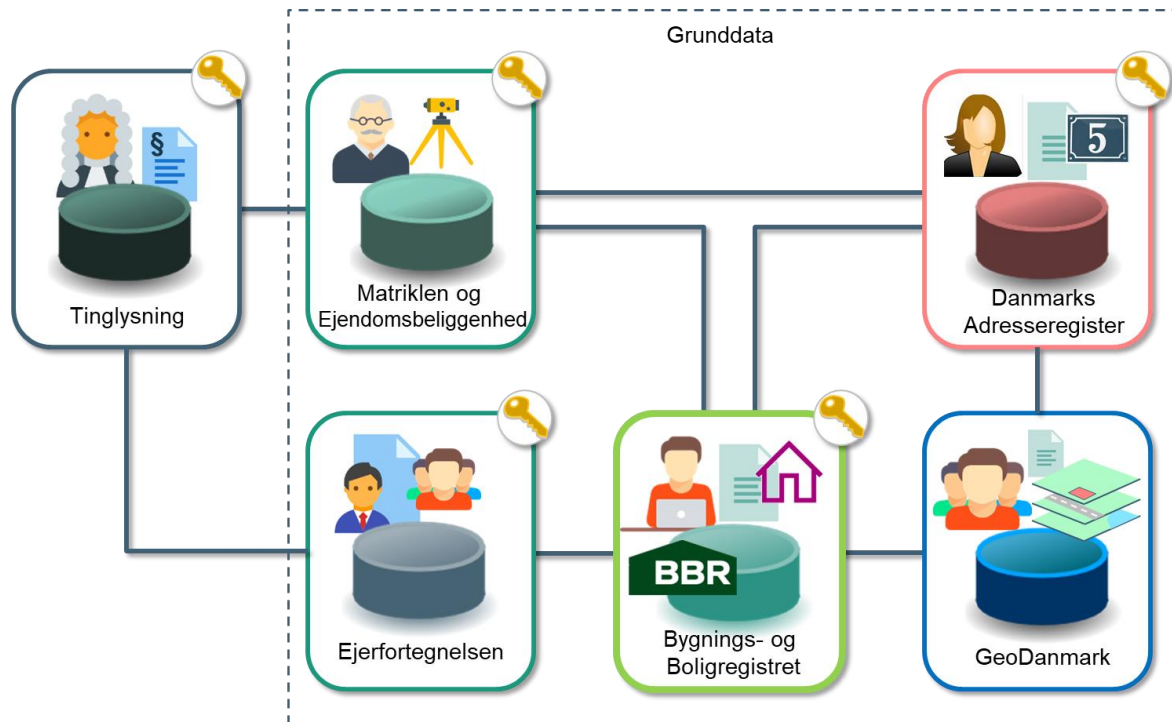 Grunddata
§
5
Tinglysning
Matriklen og
Ejendomsbeliggenhed
Danmarks
Adresseregister
BBR
Ejerfortegnelsen
Bygnings- og
Boligregistret
GeoDanmark